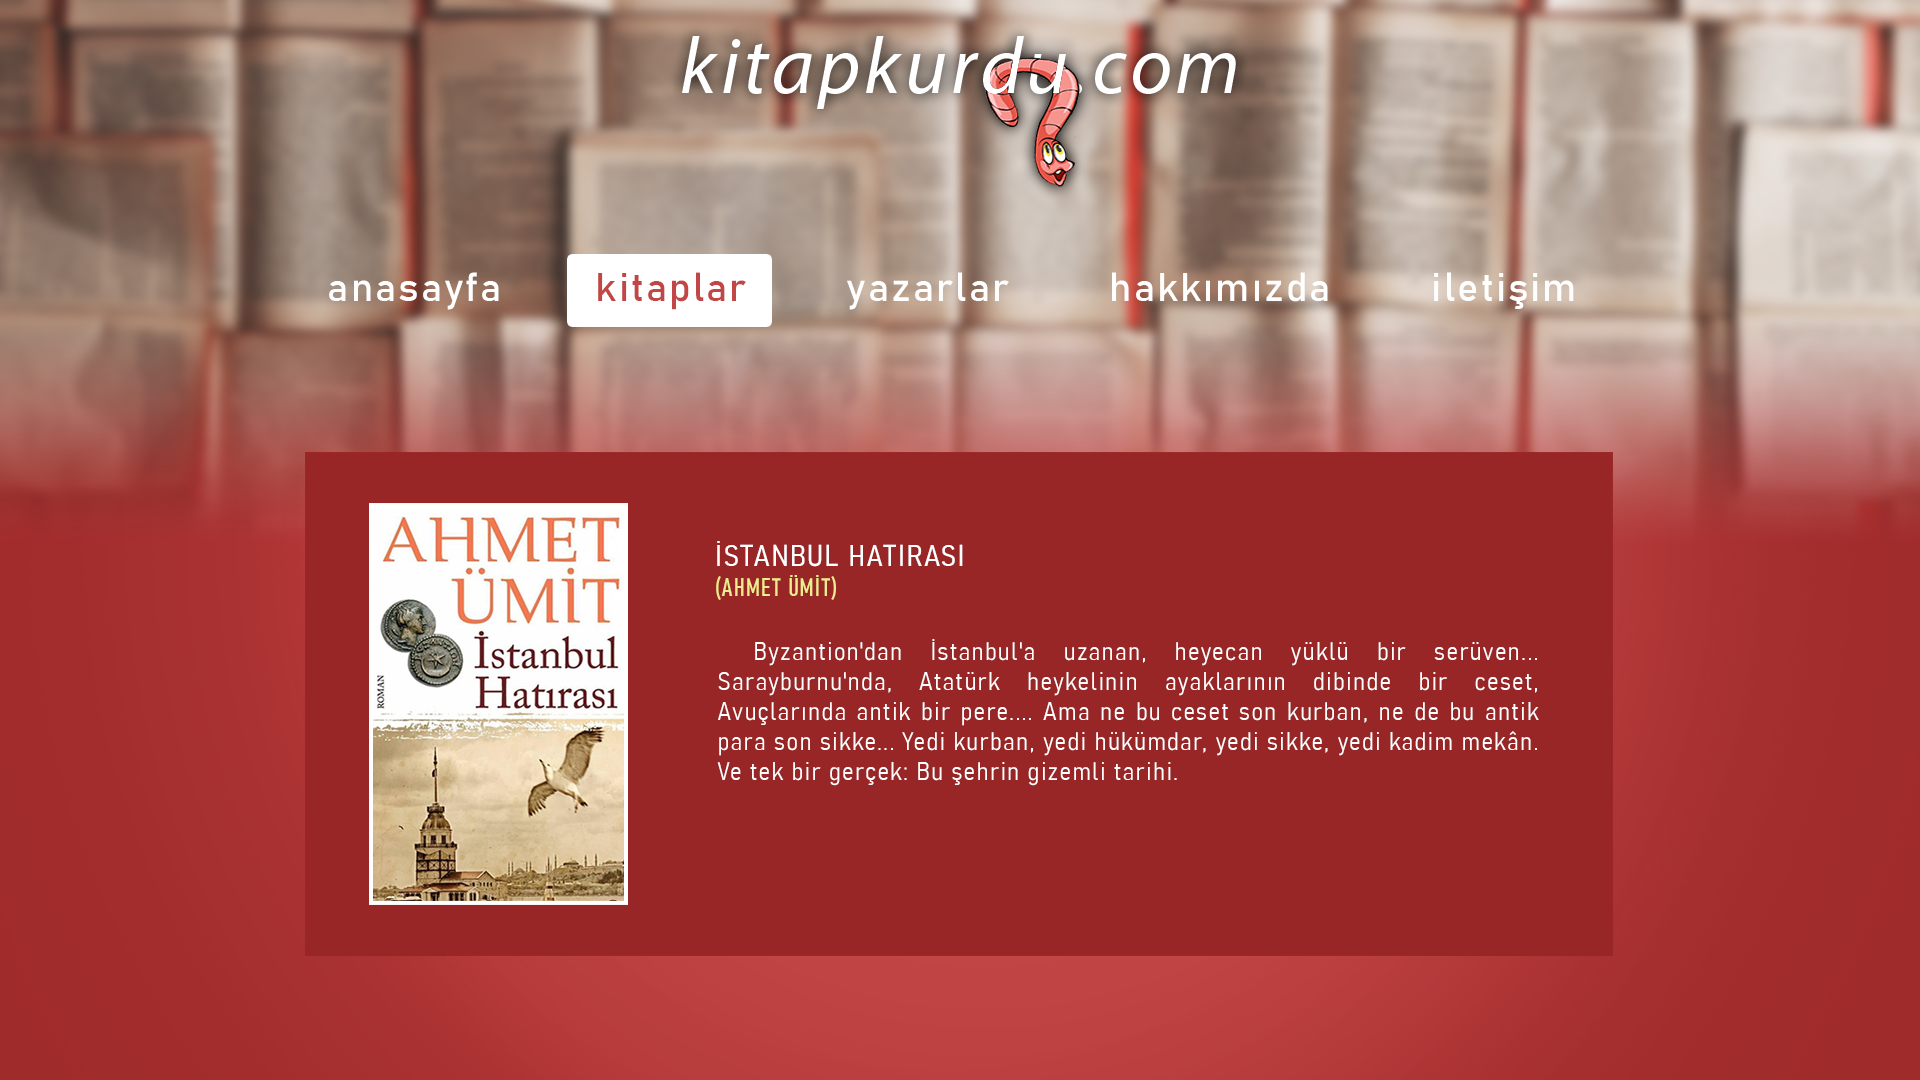 kitapkurdu.com
anasayfa kitaplar yazarlar hakkımızda iletişim
AHMET
ÜMİT
İstanbul
Hatırası
ROMAN
İSTANBUL HATIRASI
(AHMET ÜMİT)
Byzantion'dan İstanbul'a uzanan, heyecan yüklü bir serüven...
Sarayburnu'nda, Atatürk heykelinin ayaklarının dibinde bir ceset,
Avuçlarında antik bir pere.... Ama ne bu ceset son kurban, ne de bu antik
para son sikke... Yedi kurban, yedi hükümdar, yedi sikke, yedi kadim mekân.
Ve tek bir gerçek: Bu şehrin gizemli tarihi.